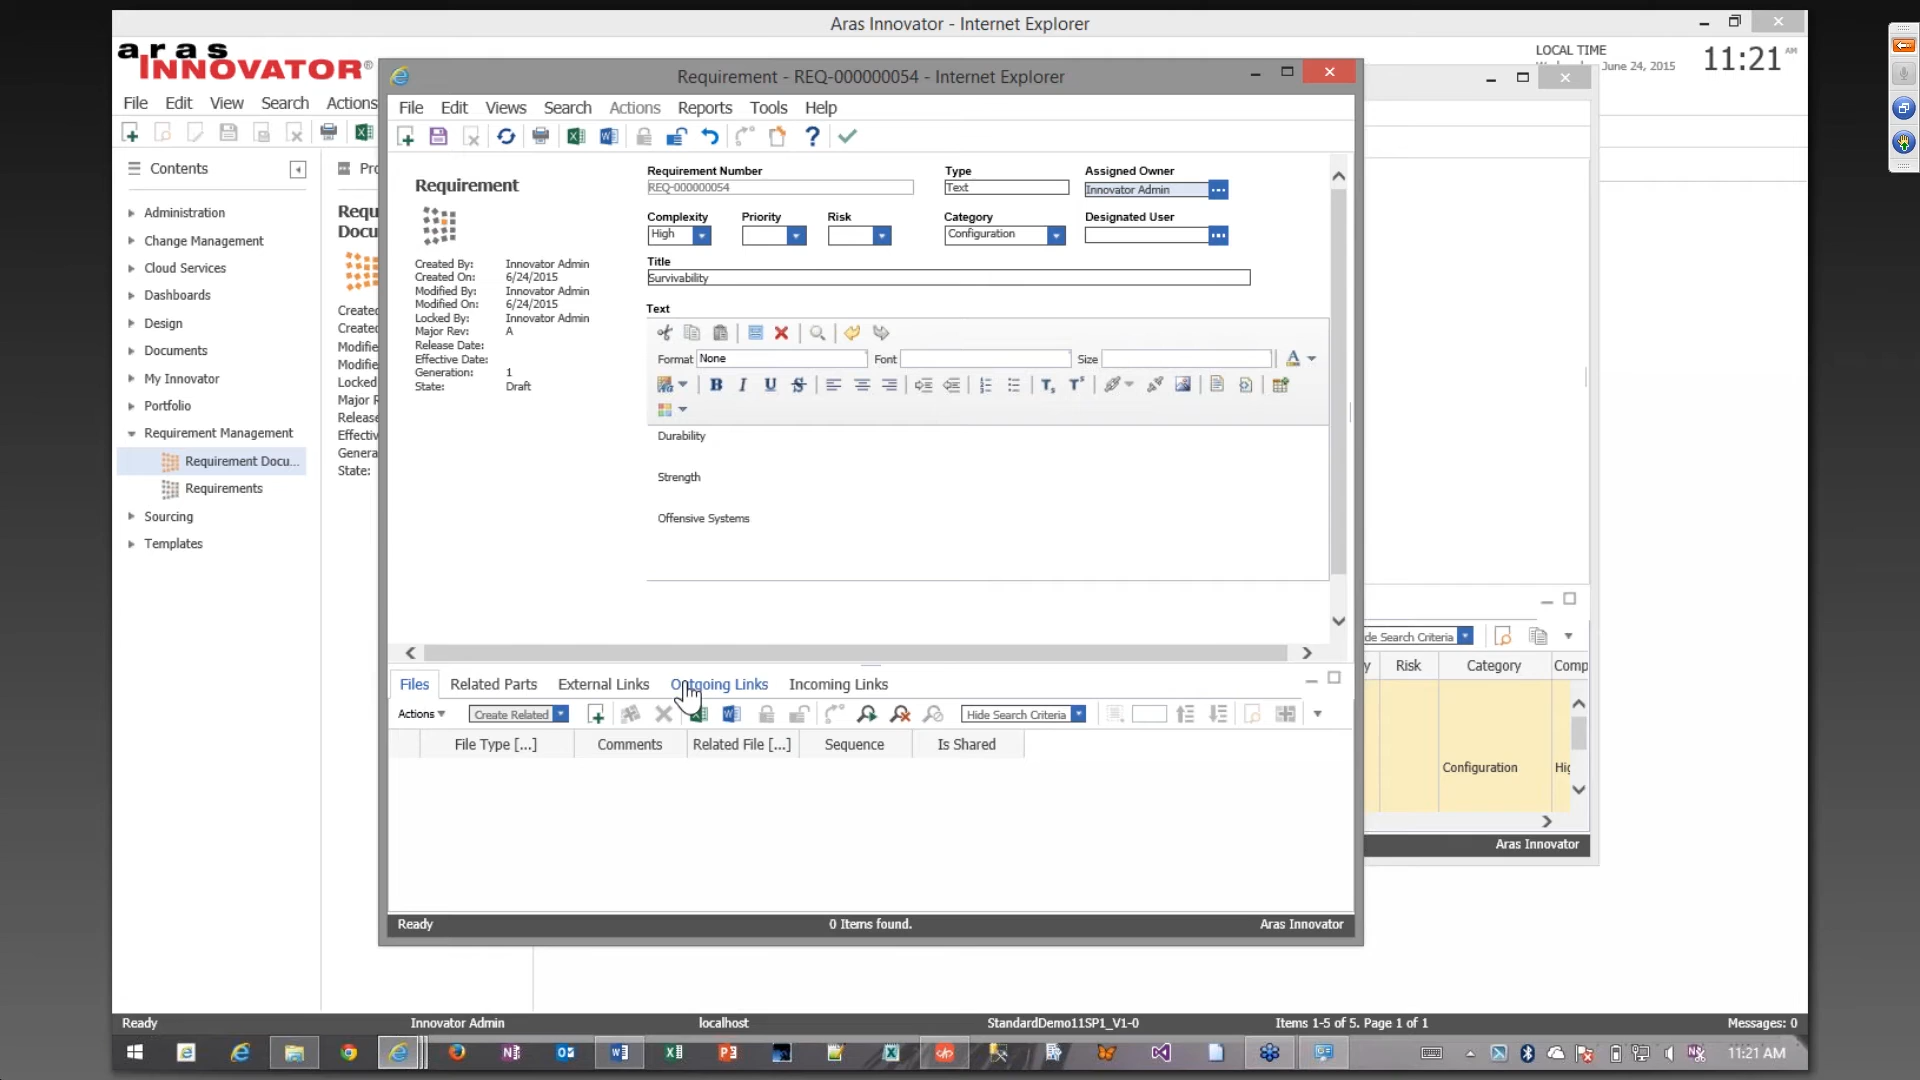 Aras Innovator - Internet Explorer
aras
INNOVATOR®
LOCAL TIME
June 24, 2015
11:21 AM
File Edit View Search Actions
Contents
Administration
Change Management
Cloud Services
Dashboards
Design
Documents
My Innovator
Portfolio
Requirement Management
Requirement Docu...
Requirements
Sourcing
Templates
Requirement - REQ-000000054 - Internet Explorer
File Edit Views Search Actions Reports Tools Help
Requirement
Created By: Innovator Admin
Created On: 6/24/2015
Modified By: Innovator Admin
Modified On: 6/24/2015
Locked By: Innovator Admin
Major Rev: A
Release Date:
Effective Date:
Generation: 1
State: Draft
Requirement Number Type Assigned Owner
REQ-000000054 Text Innovator Admin
Complexity Priority Risk Category Designated User
High Configuration
Title
Survivability
Text
Format None Font Size
Durability
Strength
Offensive Systems
Files Related Parts External Links Outgoing Links Incoming Links
Actions Create Related Hide Search Criteria
File Type [...] Comments Related File [...] Sequence Is Shared
Ready 0 Items found. Aras Innovator
Search Criteria
Risk Category Comp
Configuration
Aras Innovator
Ready Innovator Admin localhost StandardDemo11SP1_V1-0 Items 1-5 of 5. Page 1 of 1 Messages: 0
11:21 AM